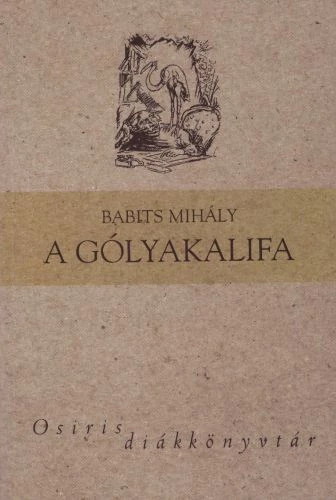 BABITS MIHÁLY
A GÓLYAKALIFA
Osiris
diákkönyvtár